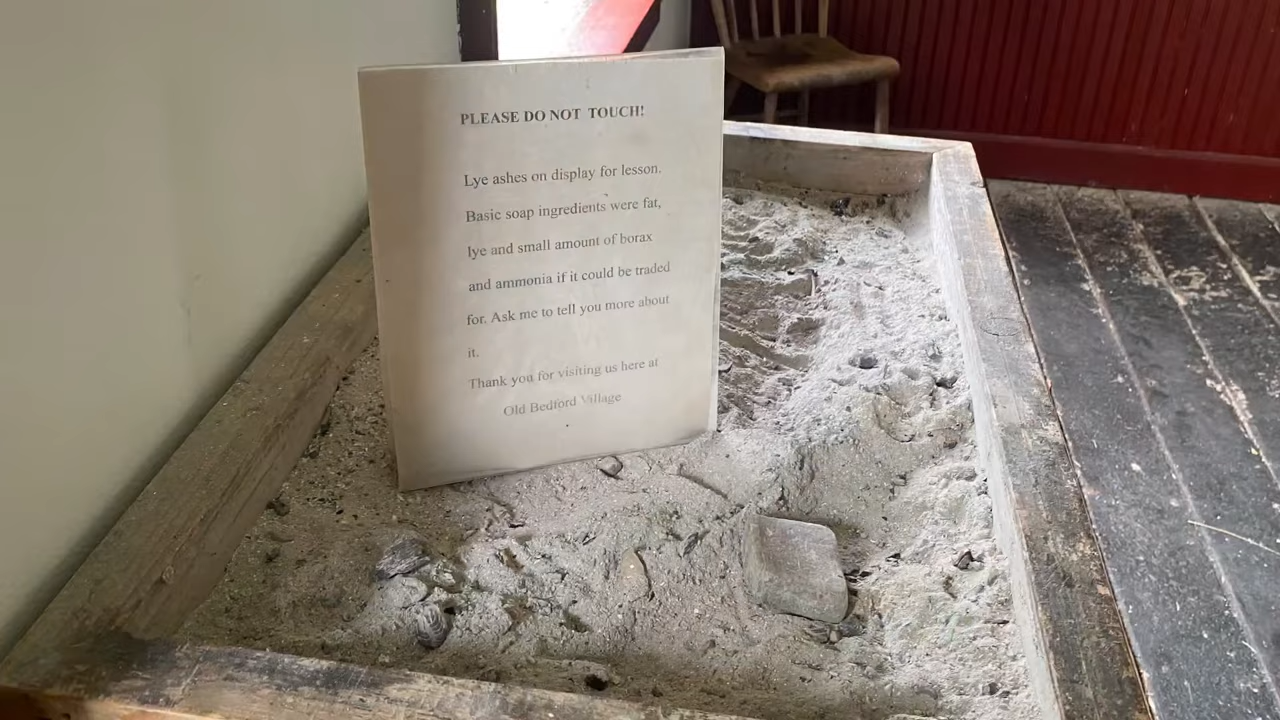 PLEASE DO NOT TOUCH!
Lye ashes on display for lesson.
Basic soap ingredients were fat,
lye and small amount of borax
and ammonia if it could be traded
for. Ask me to tell you more about
it.
Thank you for visiting us here at
Old Bedford Village